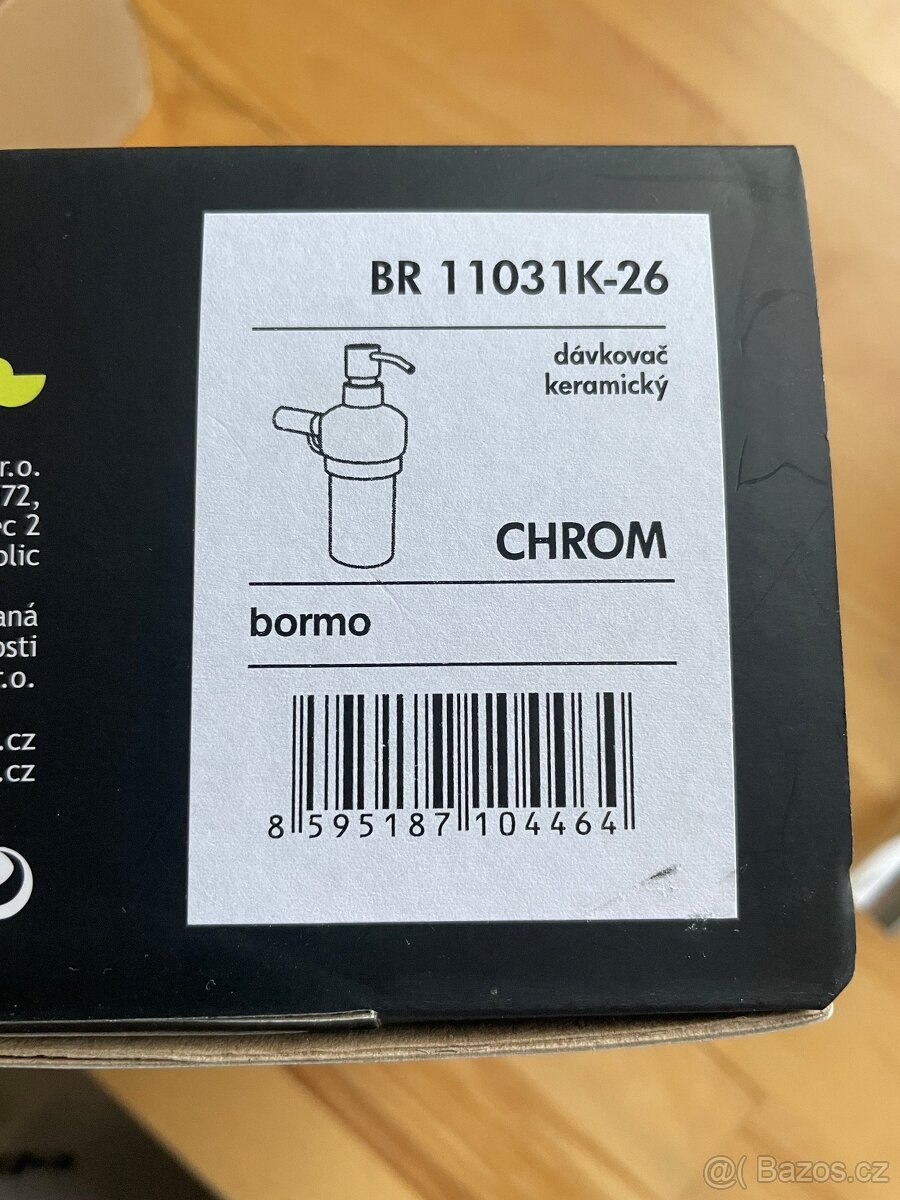 BR 11031K-26
dávkovač
keramický
CHROM
bormo
8 595187 104464
r.o.
72,
ec 2
blic
aná
osti
r.o.
.cz
.cz
@( Bazos.cz